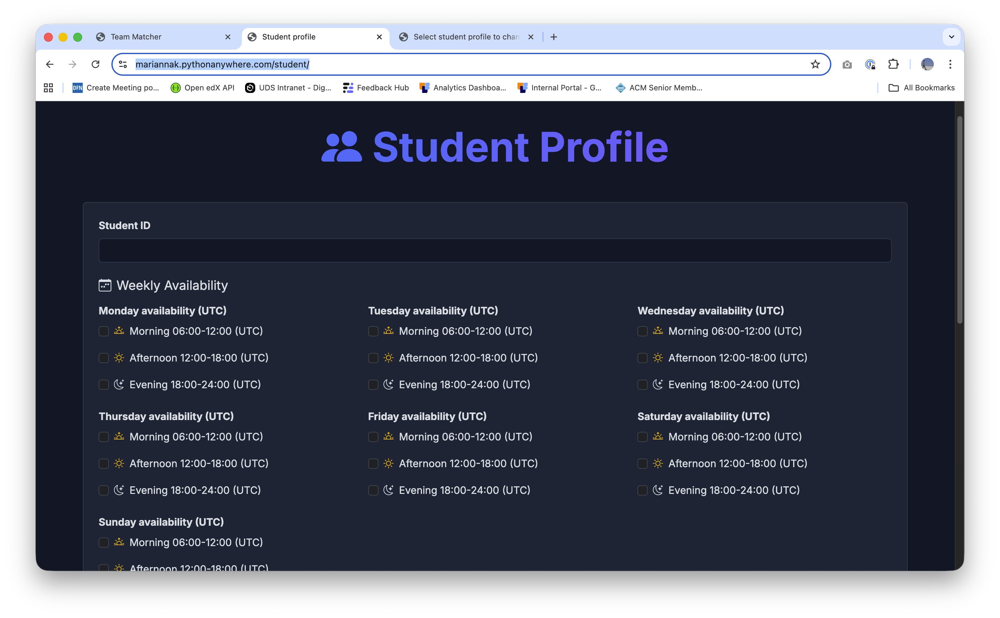 Team Matcher
Student profile
Select student profile to chan
mariannak.pythonanywhere.com/student/
DFN Create Meeting po...
Open edX API
UDS Intranet - Dig...
Feedback Hub
Analytics Dashboa...
Internal Portal - G...
ACM Senior Memb...
All Bookmarks
Student Profile
Student ID
Weekly Availability
Monday availability (UTC)
Morning 06:00-12:00 (UTC)
Afternoon 12:00-18:00 (UTC)
Evening 18:00-24:00 (UTC)
Tuesday availability (UTC)
Morning 06:00-12:00 (UTC)
Afternoon 12:00-18:00 (UTC)
Evening 18:00-24:00 (UTC)
Wednesday availability (UTC)
Morning 06:00-12:00 (UTC)
Afternoon 12:00-18:00 (UTC)
Evening 18:00-24:00 (UTC)
Thursday availability (UTC)
Morning 06:00-12:00 (UTC)
Afternoon 12:00-18:00 (UTC)
Evening 18:00-24:00 (UTC)
Friday availability (UTC)
Morning 06:00-12:00 (UTC)
Afternoon 12:00-18:00 (UTC)
Evening 18:00-24:00 (UTC)
Saturday availability (UTC)
Morning 06:00-12:00 (UTC)
Afternoon 12:00-18:00 (UTC)
Evening 18:00-24:00 (UTC)
Sunday availability (UTC)
Morning 06:00-12:00 (UTC)
Afternoon 12:00-18:00 (UTC)